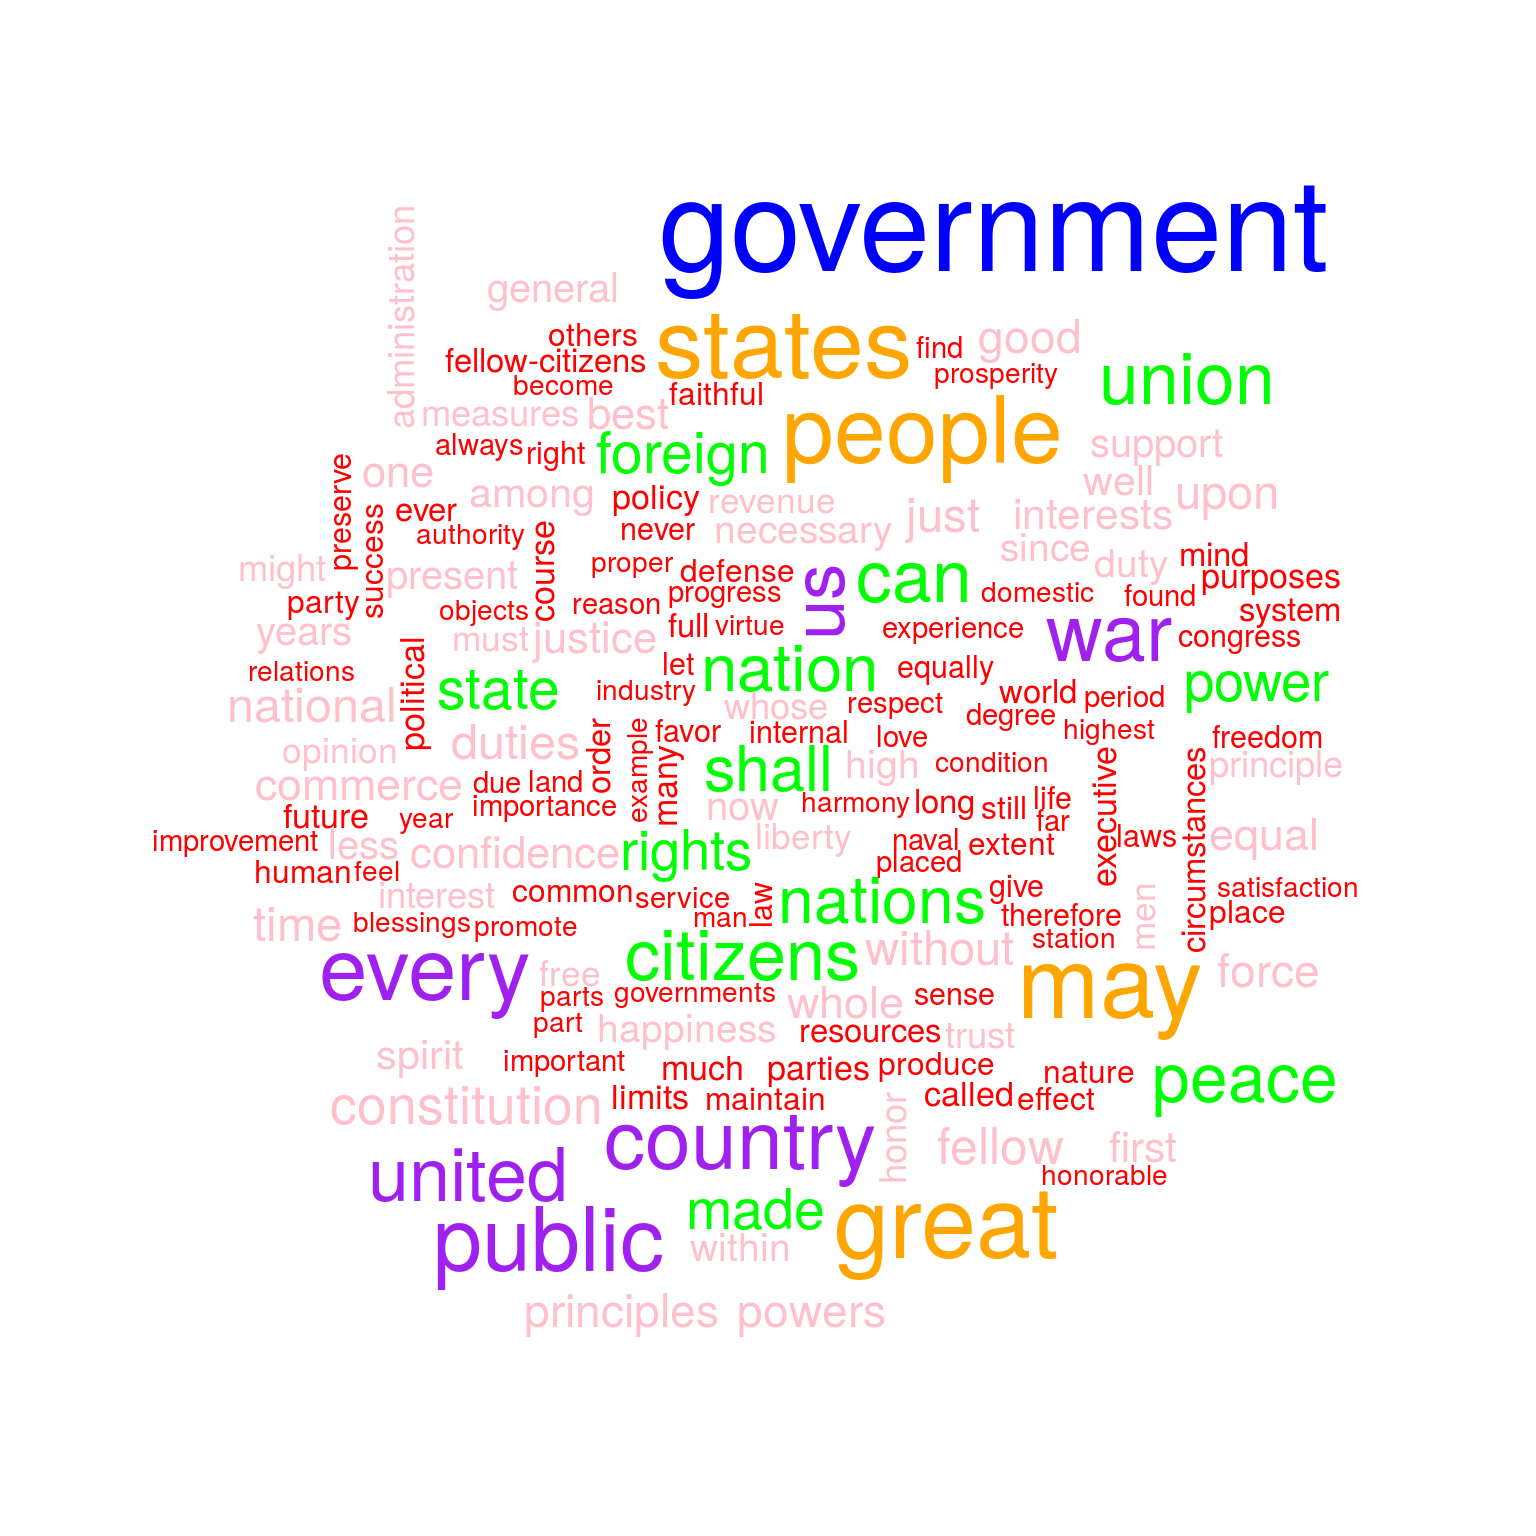 government
administration
general
states
others
find
good
fellow-citizens
union
prosperity
become
faithful
people
measures
best
foreign
support
always
right
one
well
preserve
among
policy
revenue
upon
ever
just
interests
success
authority
course
never
necessary
since
mind
might
present
proper
defense
us
can
duty
purposes
party
objects
reason
progress
domestic
found
system
years
must
justice
full
virtue
experience
war
congress
relations
political
let
nation
equally
power
state
industry
national
whose
respect
world
period
degree
duties
order
example
favor
internal
love
highest
freedom
opinion
many
shall
high
condition
executive
circumstances
principle
commerce
due
land
importance
now
harmony
long
still
life
future
year
far
improvement
less
confidence
rights
liberty
naval
extent
laws
equal
human
feel
placed
interest
common
service
law
nations
give
men
satisfaction
time
blessings
promote
man
therefore
place
station
citizens
without
every
free
may
force
parts
governments
whole
sense
part
happiness
resources
trust
spirit
important
much
parties
produce
nature
peace
constitution
limits
maintain
honor
called
effect
country
fellow
first
united
honorable
made
great
public
within
principles
powers